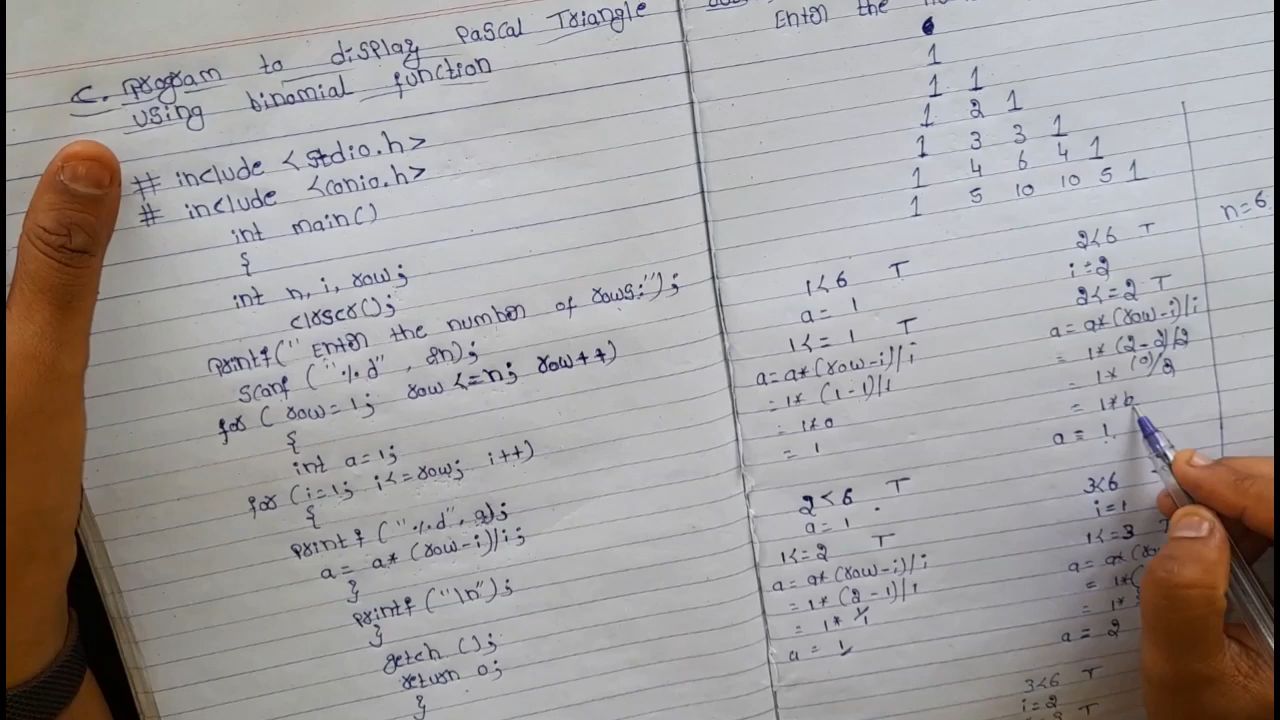 C. program to display pascal Triangle
using binamial function
# include <stdio.h>
# include <conio.h>
int main()
{
int n, i, row;
clrscr();
printf(" Enter the number of rows:");
scanf ("%d", &n);
for ( row=1; row<=n; row++)
{
int a=1;
for (i=1; i<=row; i++)
{
printf ("%d", a);
a= a* (row-i)/i;
}
printf ("\n");
}
getch ();
return 0;
}
Enter the
1
1 1
1 2 1
1 3 3 1
1 4 6 4 1
1 5 10 10 5 1
1<6 T
a= 1
1<= 1 T
a=a*(row-i)/i
=1* (1-1)/1
=1*0
= 1
2<6 T
a=1
1<=2 T
a=a*(row-i)/i
=1* (2-1)/1
= 1* 1
a= 1
2<6 T
i=2
2<=2 T
a= a*(row-i)/i
= 1* (2-2)/2
= 1* (0)/2
= 1*
a= 1
3<6
i=1
1<=3 T
a= a*
= 1*
= 1*
a= 2
3<6 T
i=2
T
n=6